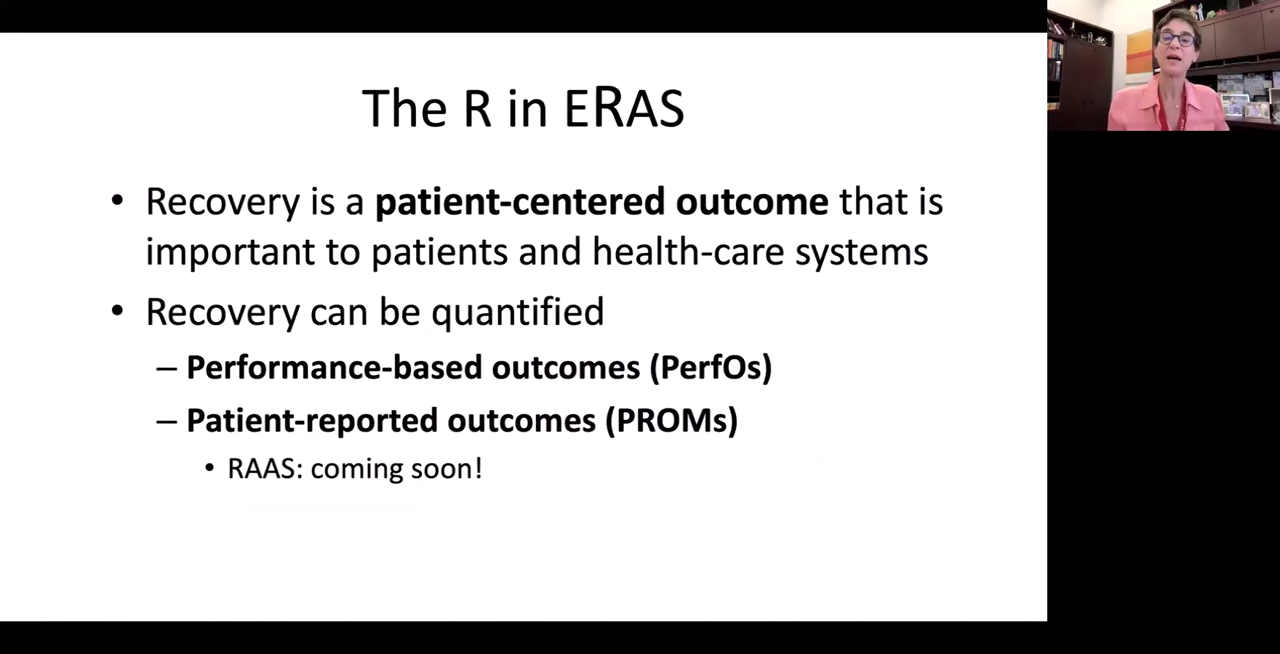 The R in ERAS
• Recovery is a patient-centered outcome that is
important to patients and health-care systems
• Recovery can be quantified
– Performance-based outcomes (PerfOs)
– Patient-reported outcomes (PROMs)
• RAAS: coming soon!